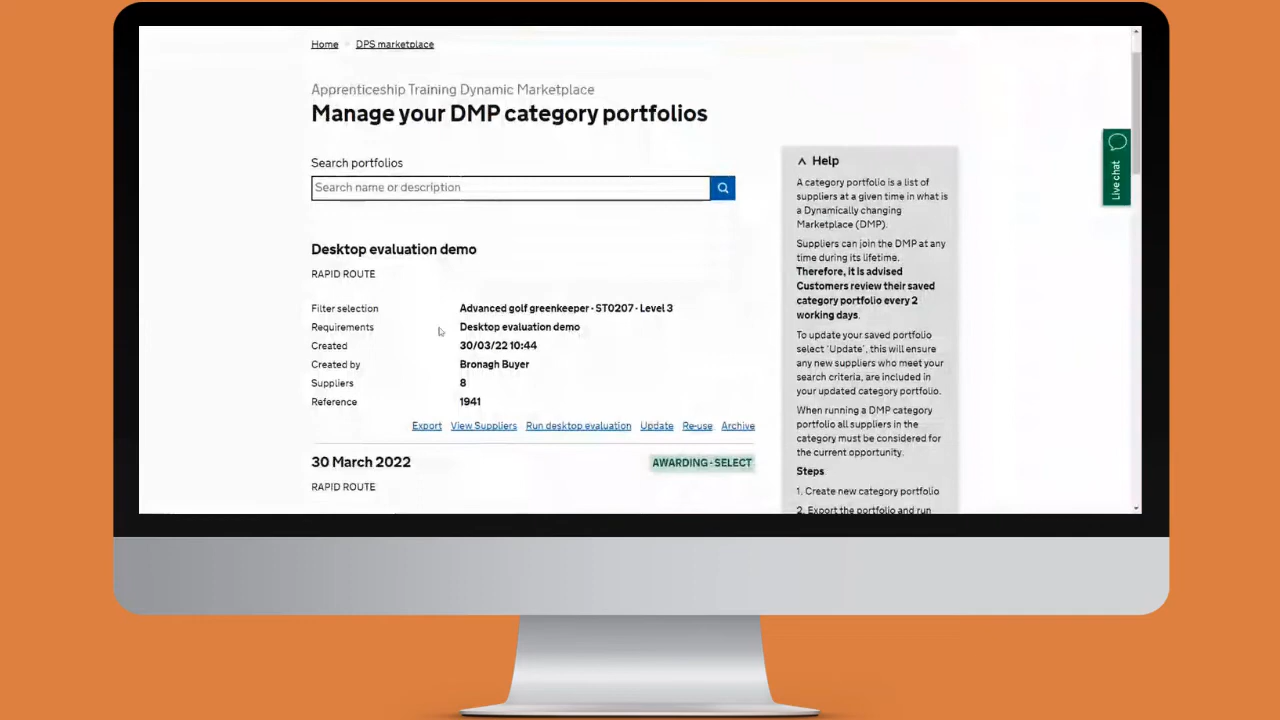 Home DPS marketplace
Apprenticeship Training Dynamic Marketplace
Manage your DMP category portfolios
Search portfolios
Search name or description
Desktop evaluation demo
RAPID ROUTE
Filter selection Advanced golf greenkeeper - ST0207 - Level 3
Requirements Desktop evaluation demo
Created 30/03/22 10:44
Created by Bronagh Buyer
Suppliers 8
Reference 1941
Export View Suppliers Run desktop evaluation Update Re-use Archive
30 March 2022 AWARDING - SELECT
RAPID ROUTE
Help
A category portfolio is a list of
suppliers at a given time in what is
a Dynamically changing
Marketplace (DMP).
Suppliers can join the DMP at any
time during its lifetime.
Therefore, it is advised
Customers review their saved
category portfolio every 2
working days.
To update your saved portfolio
select 'Update', this will ensure
any new suppliers who meet your
search criteria, are included in
your updated category portfolio.
When running a DMP category
portfolio all suppliers in the
category must be considered for
the current opportunity.
Steps
1. Create new category portfolio
2. Export the portfolio and run
Live chat